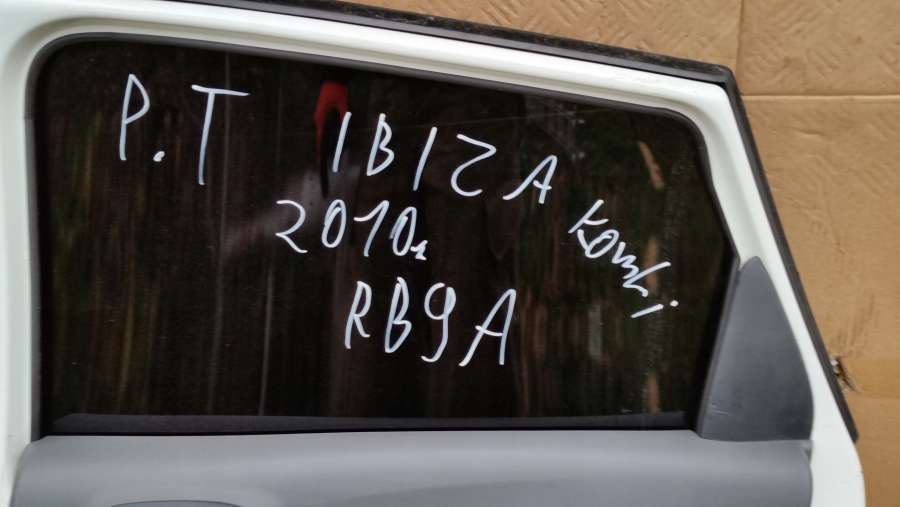 P.T IBIZA kombi
2010r
RB9A